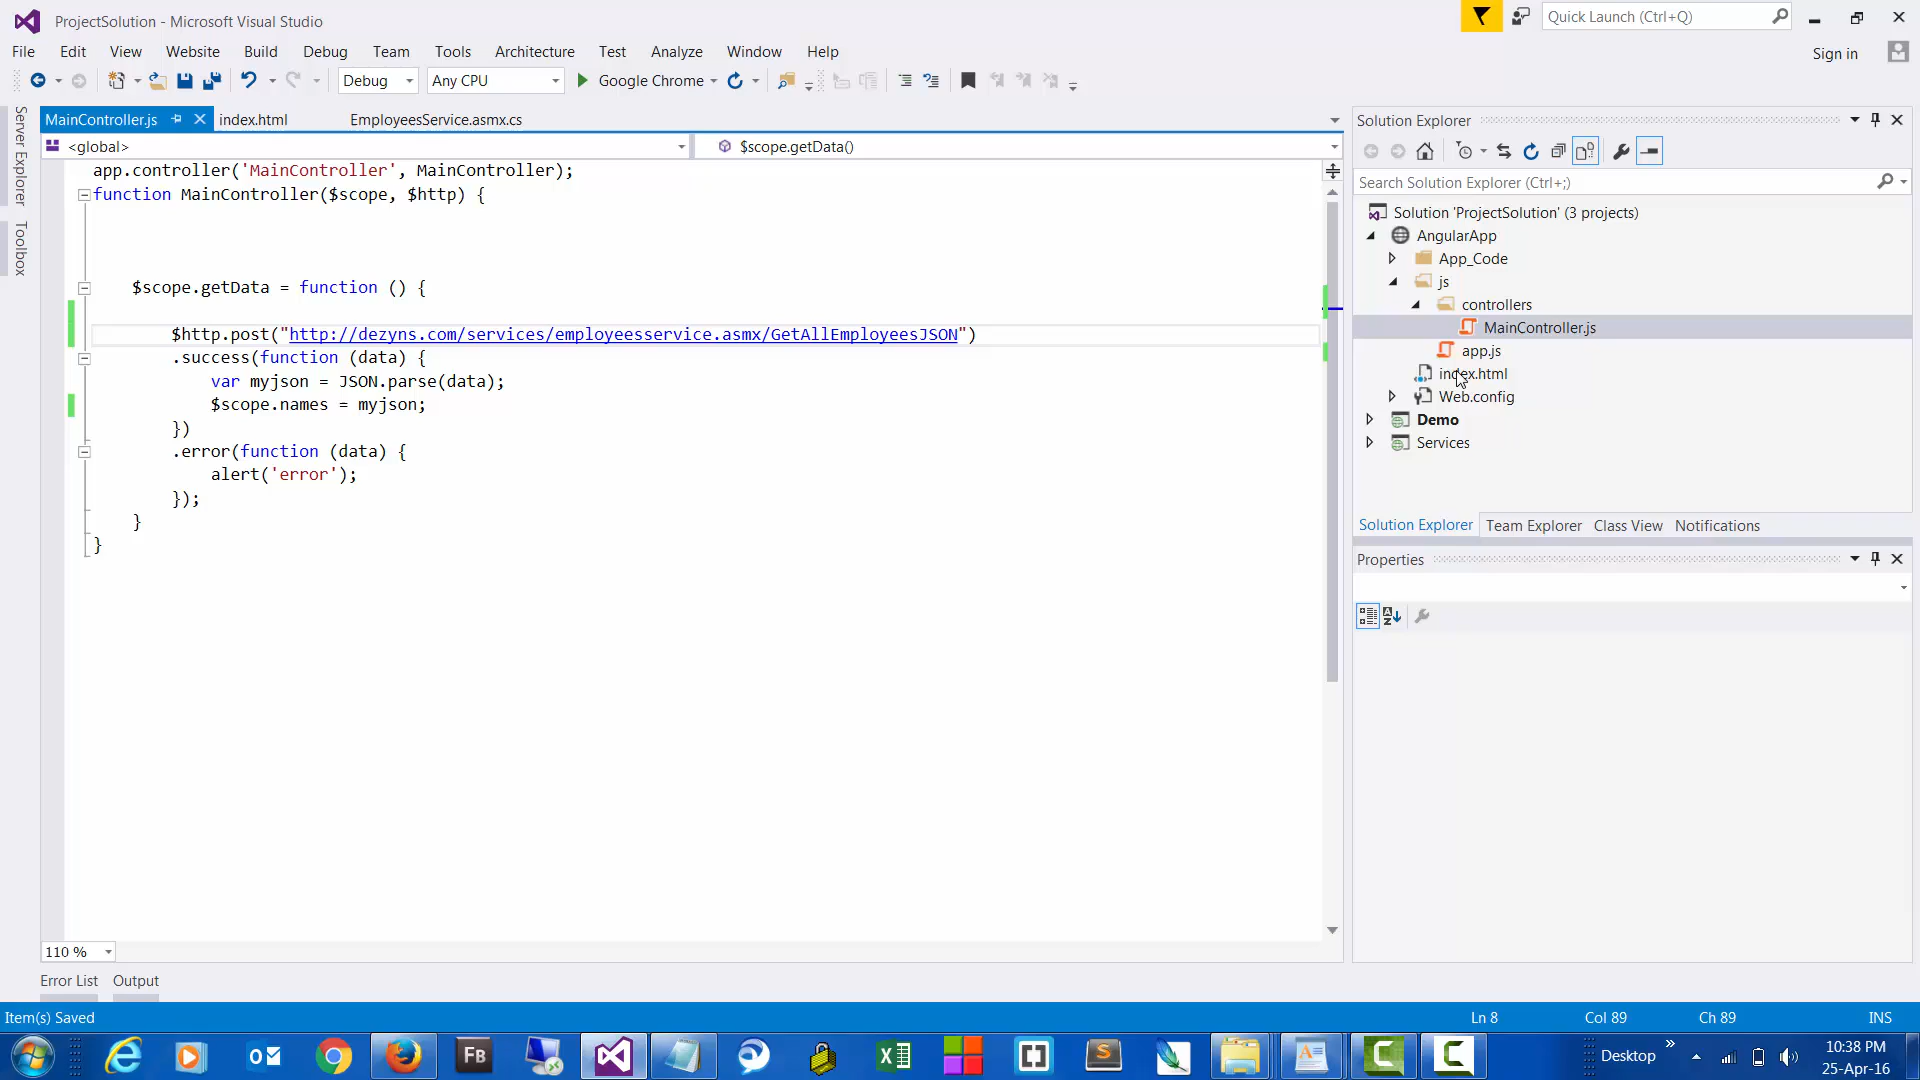 ProjectSolution - Microsoft Visual Studio
Quick Launch (Ctrl+Q)
File Edit View Website Build Debug Team Tools Architecture Test Analyze Window Help
Sign in
Debug Any CPU Google Chrome
Server Explorer
Toolbox
MainController.js index.html EmployeesService.asmx.cs
<global> $scope.getData()
app.controller('MainController', MainController);
function MainController($scope, $http) {
$scope.getData = function () {
$http.post("http://dezyns.com/services/employeesservice.asmx/GetAllEmployeesJSON")
.success(function (data) {
var myjson = JSON.parse(data);
$scope.names = myjson;
})
.error(function (data) {
alert('error');
});
}
}
110 %
Error List Output
Solution Explorer
Search Solution Explorer (Ctrl+;)
Solution 'ProjectSolution' (3 projects)
AngularApp
App_Code
js
controllers
MainController.js
app.js
index.html
Web.config
Demo
Services
Solution Explorer Team Explorer Class View Notifications
Properties
Item(s) Saved Ln 8 Col 89 Ch 89 INS
FB
Desktop
10:38 PM
25-Apr-16